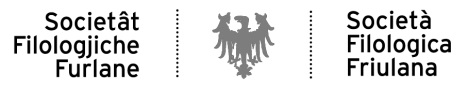 Societât
Filologjiche
Furlane
Società
Filologica
Friulana